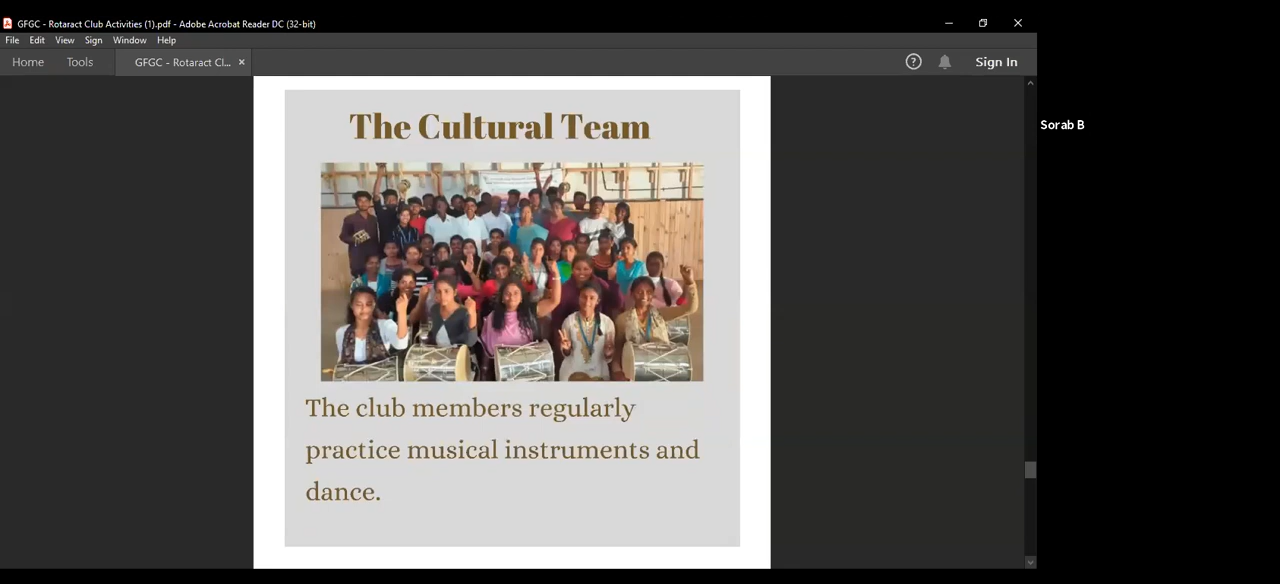 GFGC - Rotaract Club Activities (1).pdf - Adobe Acrobat Reader DC (32-bit)
File Edit View Sign Window Help
Home Tools GFGC - Rotaract Cl... × Sign In
Sorab B
The Cultural Team
The club members regularly
practice musical instruments and
dance.